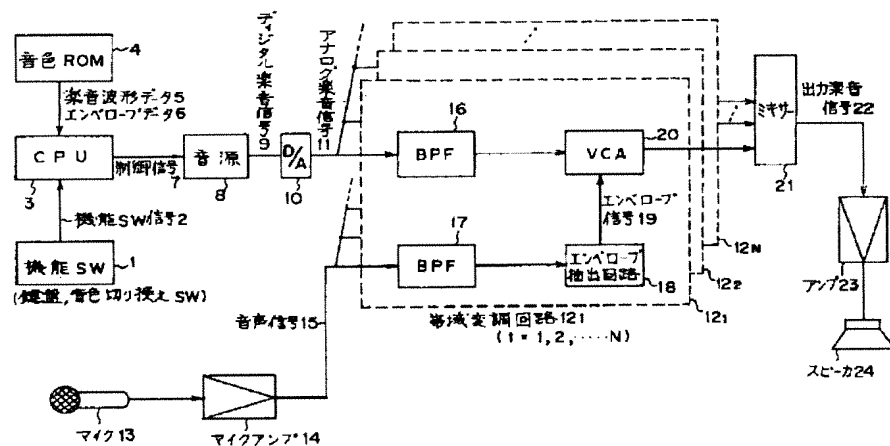 4
音色ROM
楽音波形データ5
エンベロープデータ6
CPU
3
制御信号
7
音源
8
ディジタル楽音信号9
D/A
10
アナログ楽音信号11
機能SW信号2
機能SW
1
(鍵盤,音色切り換えSW)
16
BPF
20
VCA
エンベロープ
信号19
17
BPF
エンベロープ
抽出回路
18
12N
12₂
12₁
帯域変調回路12i
(i=1,2,‥‥‥N)
音声信号15
マイク13
マイクアンプ14
ミキサー
21
出力楽音
信号22
アンプ23
スピーカ24